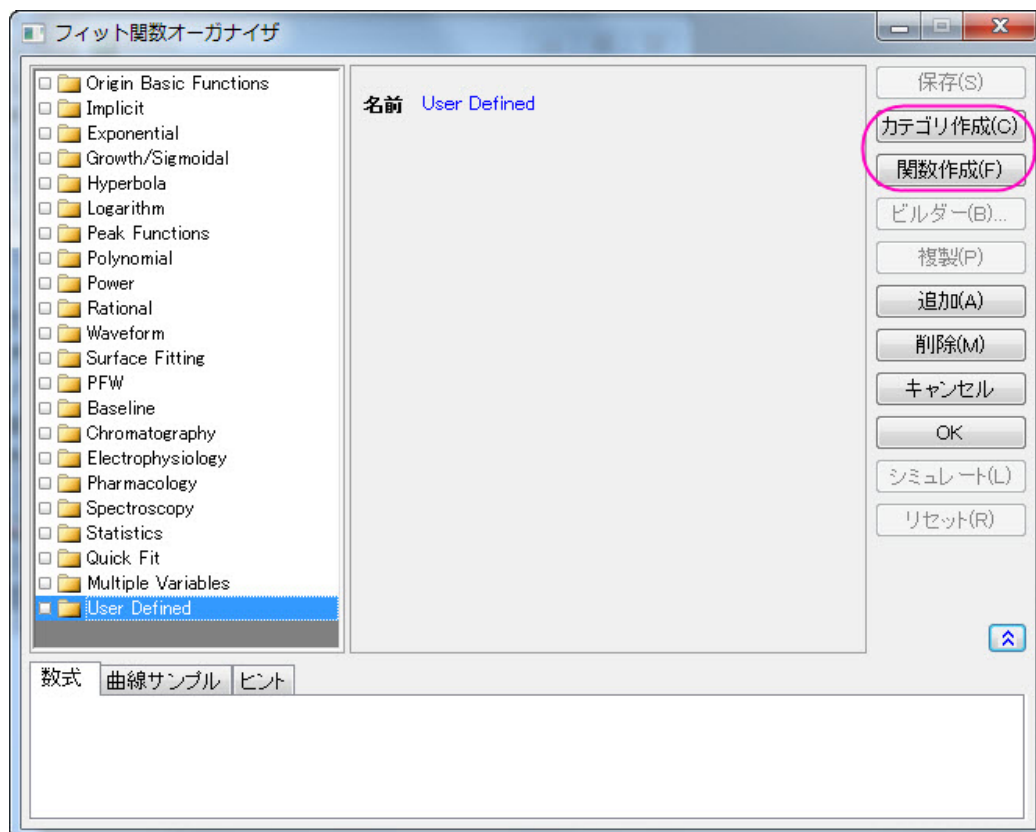 フィット関数オーガナイザ
Origin Basic Functions
Implicit
Exponential
Growth/Sigmoidal
Hyperbola
Logarithm
Peak Functions
Polynomial
Power
Rational
Waveform
Surface Fitting
PFW
Baseline
Chromatography
Electrophysiology
Pharmacology
Spectroscopy
Statistics
Quick Fit
Multiple Variables
User Defined
名前 User Defined
保存(S)
カテゴリ作成(C)
関数作成(F)
ビルダー(B)...
複製(P)
追加(A)
削除(M)
キャンセル
OK
シミュレート(L)
リセット(R)
数式 曲線サンプル ヒント